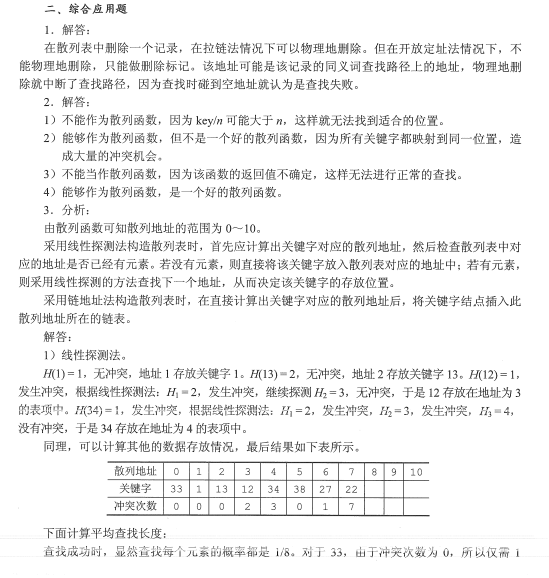 二、综合应用题
1．解答：
在散列表中删除一个记录，在拉链法情况下可以物理地删除。但在开放定址法情况下，不
能物理地删除，只能做删除标记。该地址可能是该记录的同义词查找路径上的地址，物理地删
除就中断了查找路径，因为查找时碰到空地址就认为是查找失败。
2．解答：
1）不能作为散列函数，因为 key/n 可能大于 n，这样就无法找到适合的位置。
2）能够作为散列函数，但不是一个好的散列函数，因为所有关键字都映射到同一位置，造
成大量的冲突机会。
3）不能当作散列函数，因为该函数的返回值不确定，这样无法进行正常的查找。
4）能够作为散列函数，是一个好的散列函数。
3．分析：
由散列函数可知散列地址的范围为 0～10。
采用线性探测法构造散列表时，首先应计算出关键字对应的散列地址，然后检查散列表中对
应的地址是否已经有元素。若没有元素，则直接将该关键字放入散列表对应的地址中；若有元素，
则采用线性探测的方法查找下一个地址，从而决定该关键字的存放位置。
采用链地址法构造散列表时，在直接计算出关键字对应的散列地址后，将关键字结点插入此
散列地址所在的链表。
解答：
1）线性探测法。
H(1) = 1，无冲突，地址 1 存放关键字 1。H(13) = 2，无冲突，地址 2 存放关键字 13。H(12) = 1，
发生冲突，根据线性探测法：H₁ = 2，发生冲突，继续探测 H₂ = 3，无冲突，于是 12 存放在地址为 3
的表项中。H(34) = 1，发生冲突，根据线性探测法：H₁ = 2，发生冲突，H₂ = 3，发生冲突，H₃ = 4，
没有冲突，于是 34 存放在地址为 4 的表项中。
同理，可以计算其他的数据存放情况，最后结果如下表所示。
散列地址 0 1 2 3 4 5 6 7 8 9 10
关键字 33 1 13 12 34 38 27 22
冲突次数 0 0 0 2 3 0 1 7
下面计算平均查找长度：
查找成功时，显然查找每个元素的概率都是 1/8。对于 33，由于冲突次数为 0，所以仅需 1